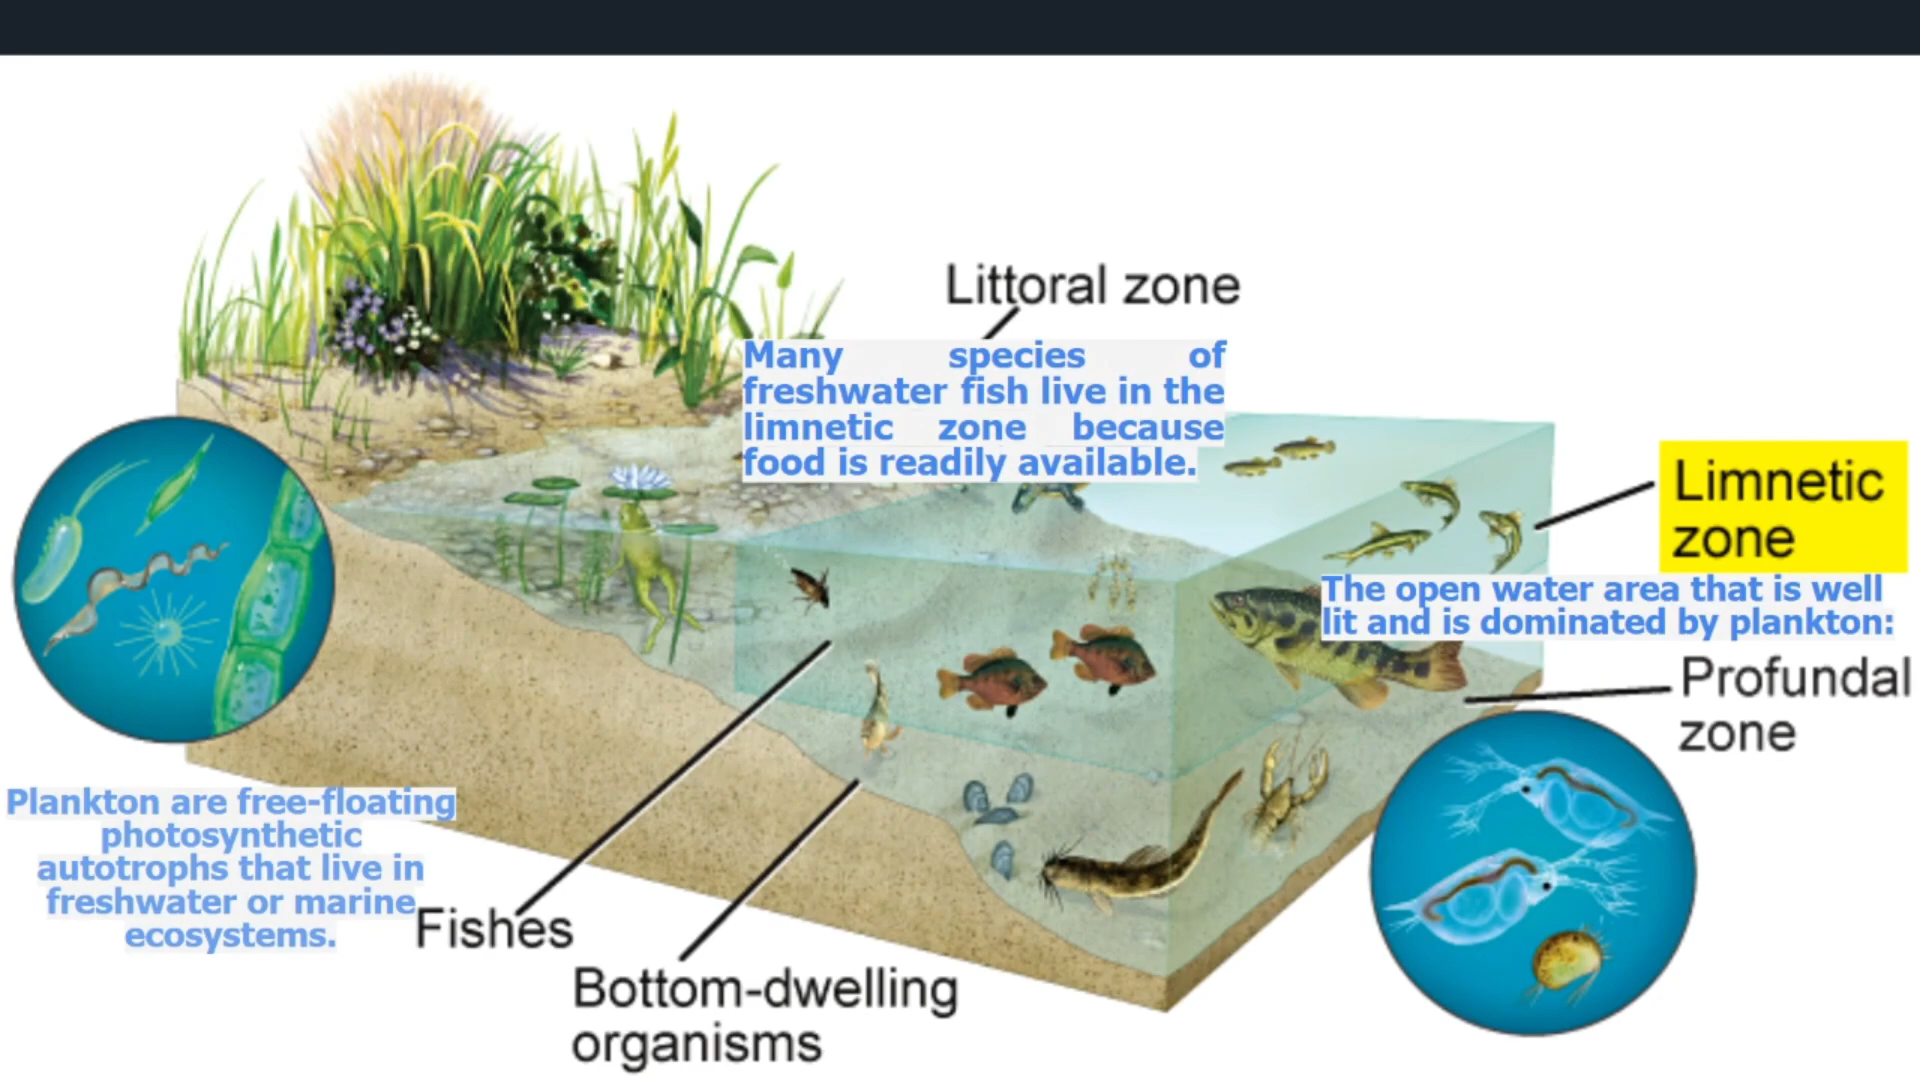 Littoral zone
Many species of
freshwater fish live in the
limnetic zone because
food is readily available.
Limnetic
zone
The open water area that is well
lit and is dominated by plankton:
Profundal
zone
Plankton are free-floating
photosynthetic
autotrophs that live in
freshwater or marine
ecosystems.
Fishes
Bottom-dwelling
organisms